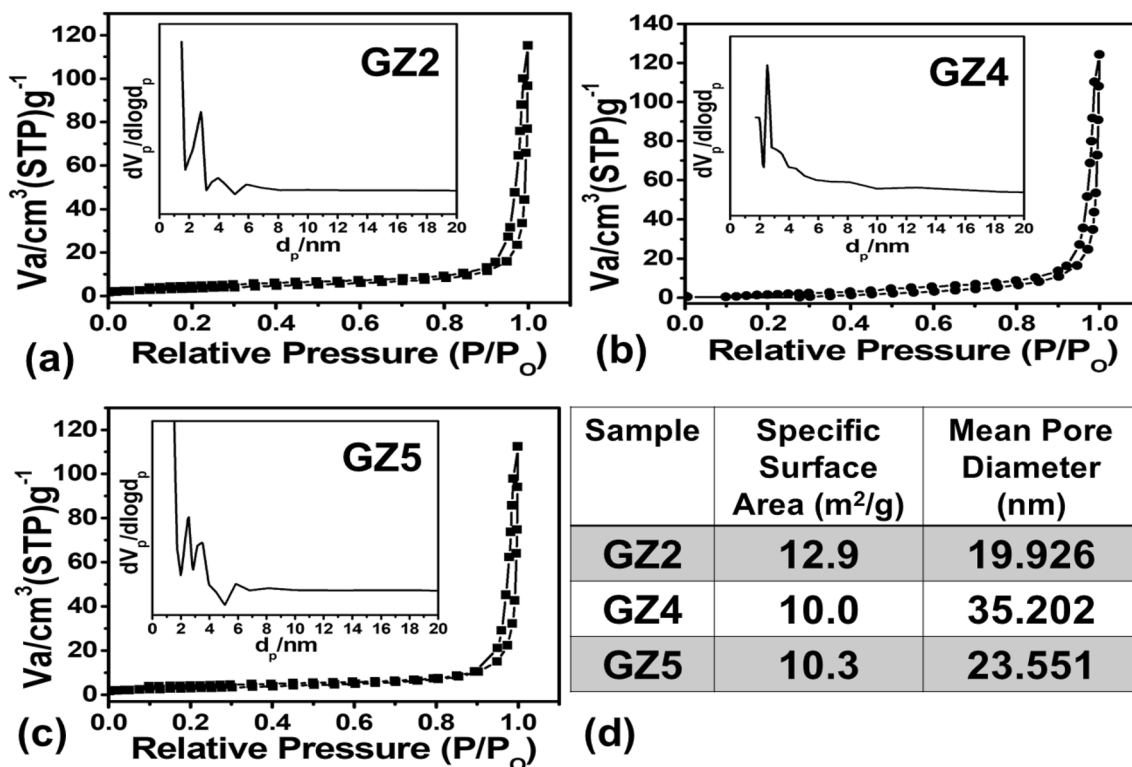 GZ2
120
100
80
60
40
20
0
Va/cm³(STP)g⁻¹
dVₚ/dlogdₚ
0 2 4 6 8 10 12 14 16 18 20
dₚ/nm
0.0 0.2 0.4 0.6 0.8 1.0
Relative Pressure (P/P_O)
(a)
GZ4
140
120
100
80
60
40
20
0
Va/cm³(STP)g⁻¹
dVₚ/dlogdₚ
0 2 4 6 8 10 12 14 16 18 20
dₚ/nm
0.0 0.2 0.4 0.6 0.8 1.0
Relative Pressure (P/P_O)
(b)
GZ5
120
100
80
60
40
20
0
Va/cm³(STP)g⁻¹
dVₚ/dlogdₚ
0 2 4 6 8 10 12 14 16 18 20
dₚ/nm
0.0 0.2 0.4 0.6 0.8 1.0
Relative Pressure (P/P_O)
(c)
Sample Specific Surface Area (m²/g) Mean Pore Diameter (nm)
GZ2 12.9 19.926
GZ4 10.0 35.202
GZ5 10.3 23.551
(d)